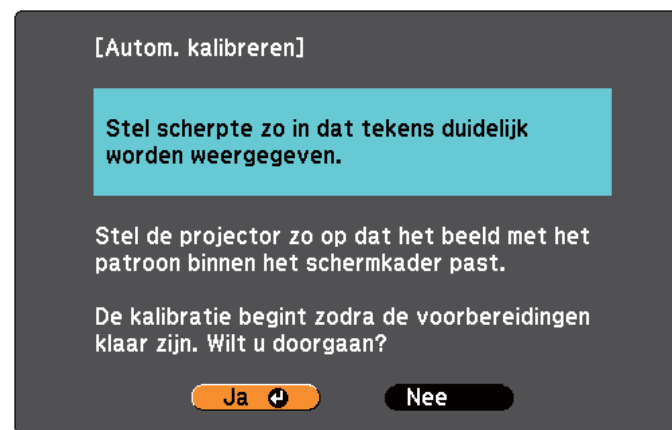 [Autom. kalibreren]
Stel scherpte zo in dat tekens duidelijk
worden weergegeven.
Stel de projector zo op dat het beeld met het
patroon binnen het schermkader past.
De kalibratie begint zodra de voorbereidingen
klaar zijn. Wilt u doorgaan?
Ja
Nee